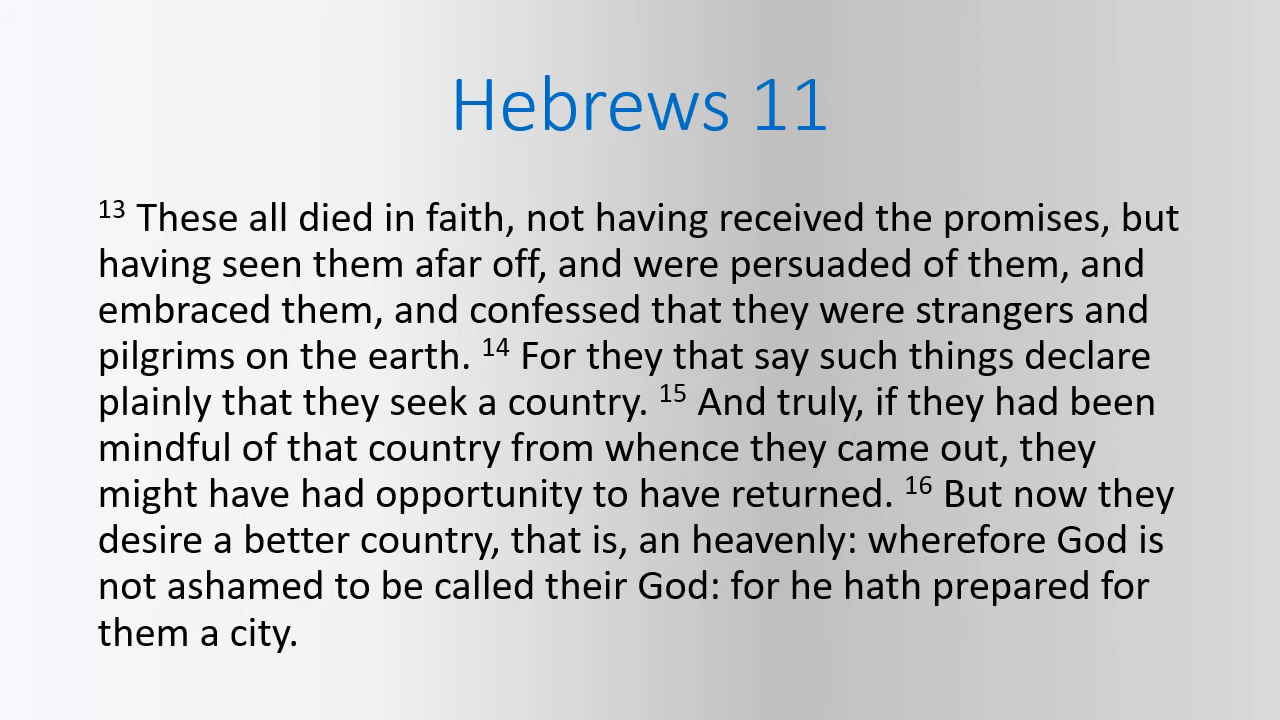 Hebrews 11
13 These all died in faith, not having received the promises, but
having seen them afar off, and were persuaded of them, and
embraced them, and confessed that they were strangers and
pilgrims on the earth. 14 For they that say such things declare
plainly that they seek a country. 15 And truly, if they had been
mindful of that country from whence they came out, they
might have had opportunity to have returned. 16 But now they
desire a better country, that is, an heavenly: wherefore God is
not ashamed to be called their God: for he hath prepared for
them a city.